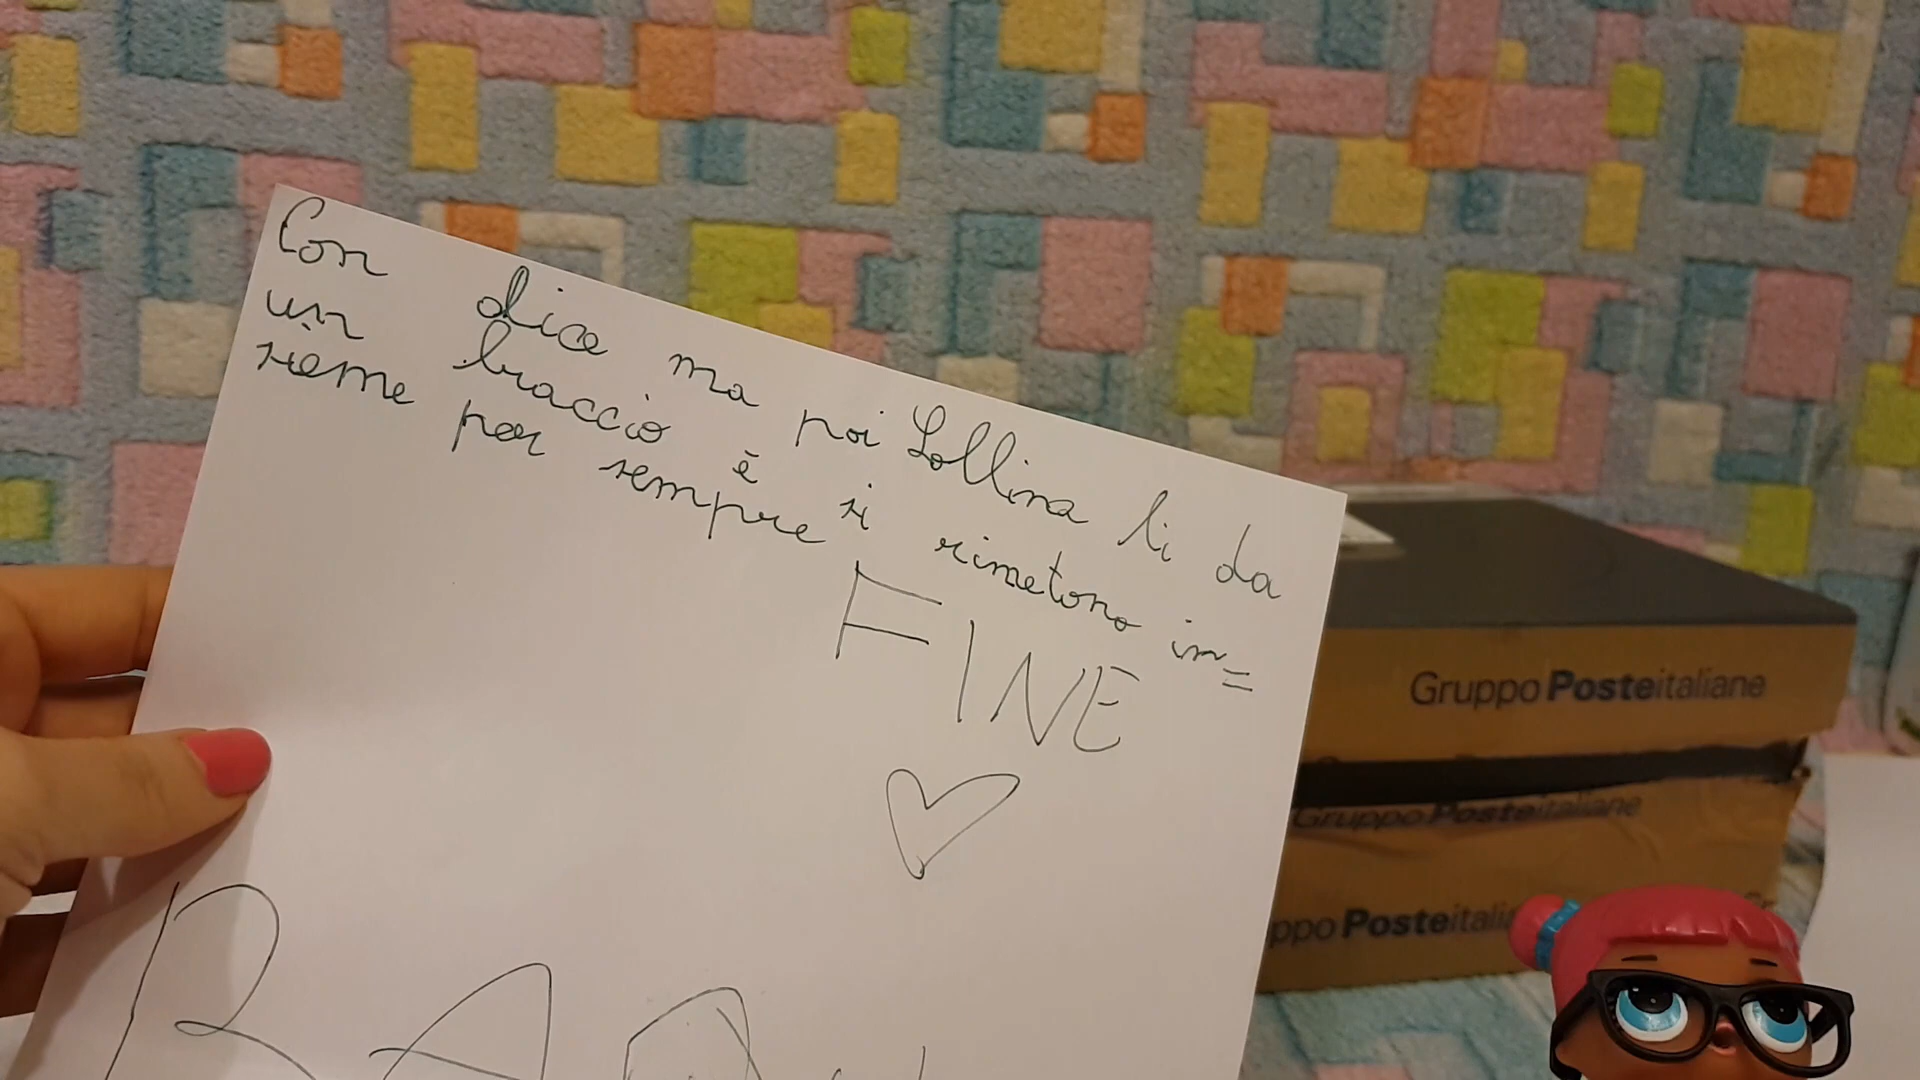 Con dice ma poi Lollina li da
un braccio è si rimetono in=
sieme per sempre
FINE
Gruppo Posteitaliane
Gruppo Posteitaliane
ppo Posteitalia